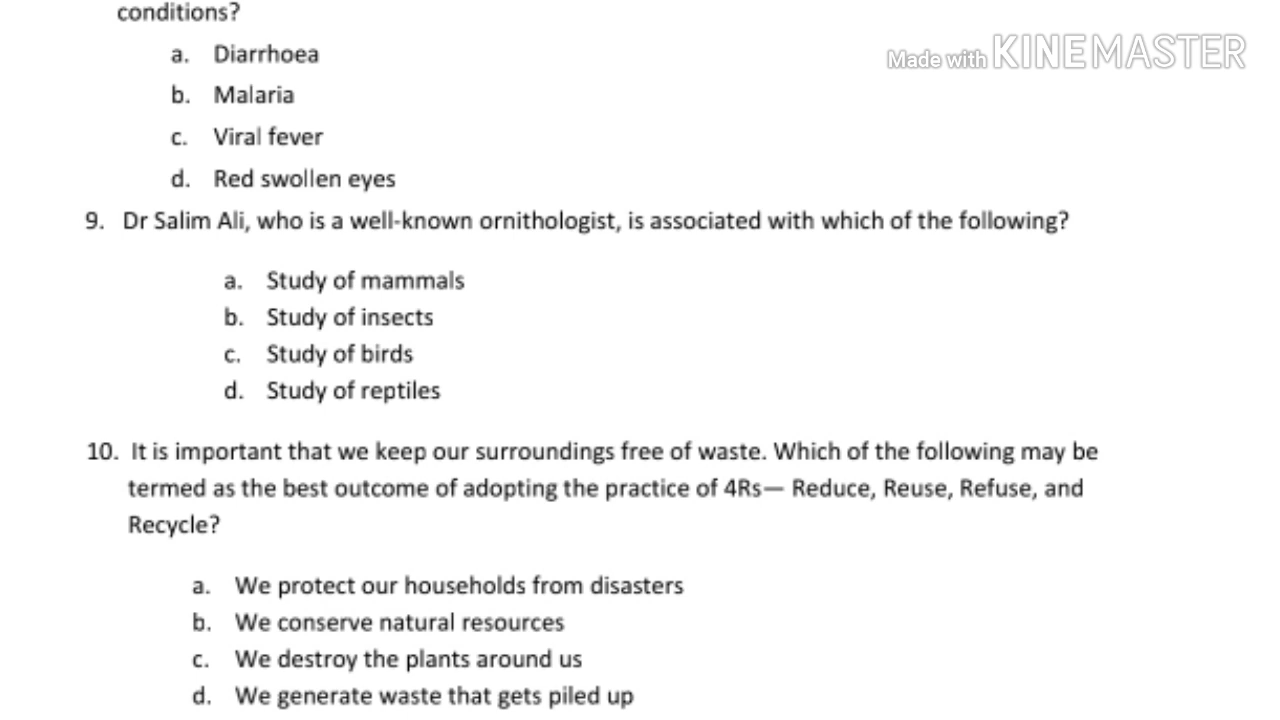 conditions?
Made with KINEMASTER
a. Diarrhoea
b. Malaria
c. Viral fever
d. Red swollen eyes
9. Dr Salim Ali, who is a well-known ornithologist, is associated with which of the following?
a. Study of mammals
b. Study of insects
c. Study of birds
d. Study of reptiles
10. It is important that we keep our surroundings free of waste. Which of the following may be
termed as the best outcome of adopting the practice of 4Rs— Reduce, Reuse, Refuse, and
Recycle?
a. We protect our households from disasters
b. We conserve natural resources
c. We destroy the plants around us
d. We generate waste that gets piled up